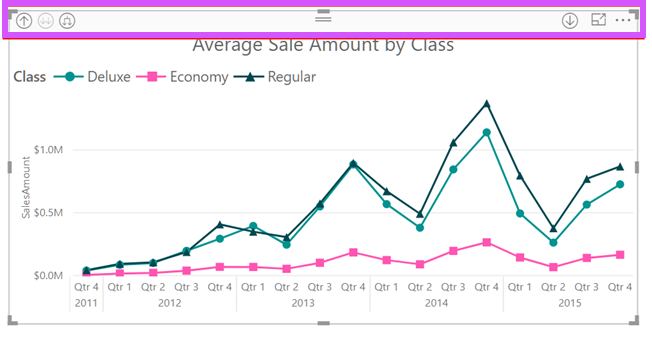 Average Sale Amount by Class
Class Deluxe Economy Regular
$1.0M
$0.5M
$0.0M
SalesAmount
Qtr 4 Qtr 1 Qtr 2 Qtr 3 Qtr 4 Qtr 1 Qtr 2 Qtr 3 Qtr 4 Qtr 1 Qtr 2 Qtr 3 Qtr 4 Qtr 1 Qtr 2 Qtr 3 Qtr 4
2011 2012 2013 2014 2015